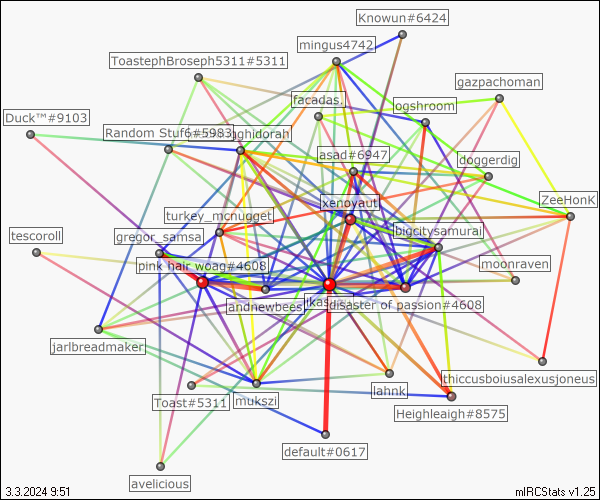 Knowun#6424
mingus4742
ToastephBroseph5311#5311
gazpachoman
facadas.
ogshroom
Duck™#9103
Random Stuff#5983
ghidorah
asad#6947
doggerdig
xenoyaut
ZeeHonK
turkey_mcnugget
tescoroll
gregor_samsa
bigcitysamurai
pink hair woag#4608
moonraven
andnewbees
disaster of passion#4608
jarlbreadmaker
thiccusboiusalexusjoneus
lahnk
Toast#5311
mukszi
Heighleaigh#8575
default#0617
avelicious
3.3.2024 9:51
mIRCStats v1.25